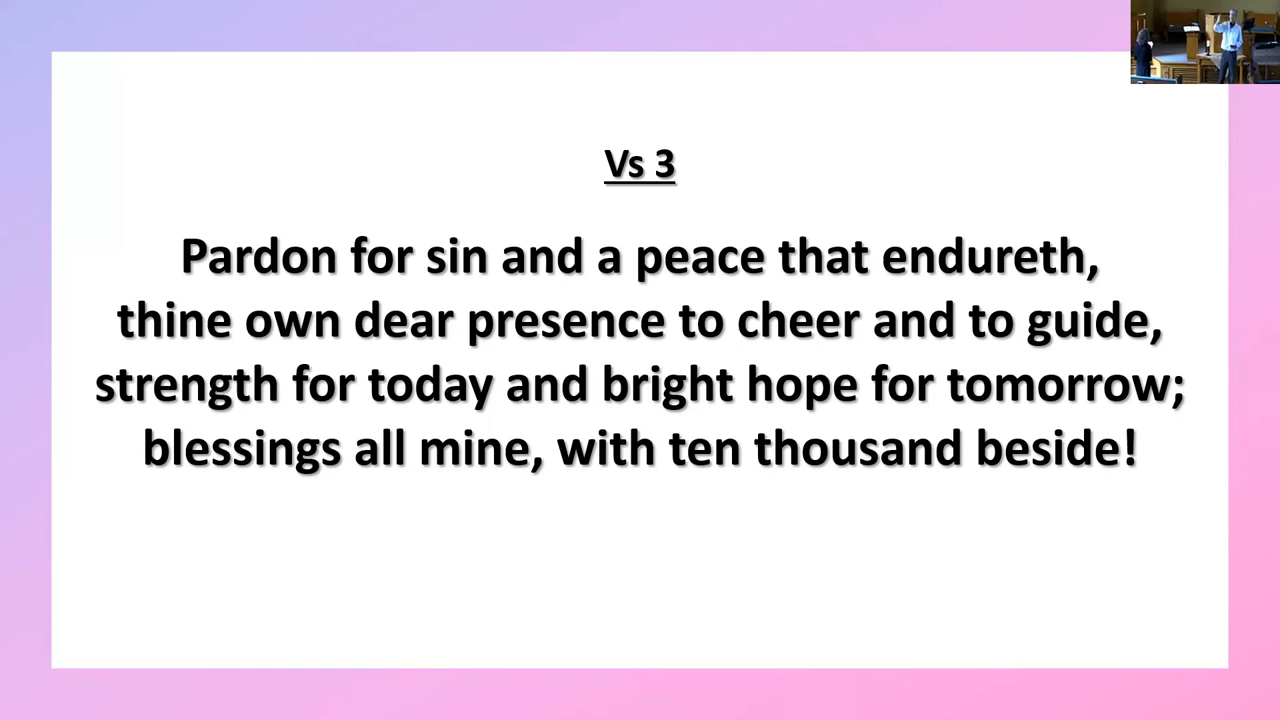 Vs 3
Pardon for sin and a peace that endureth,
thine own dear presence to cheer and to guide,
strength for today and bright hope for tomorrow;
blessings all mine, with ten thousand beside!